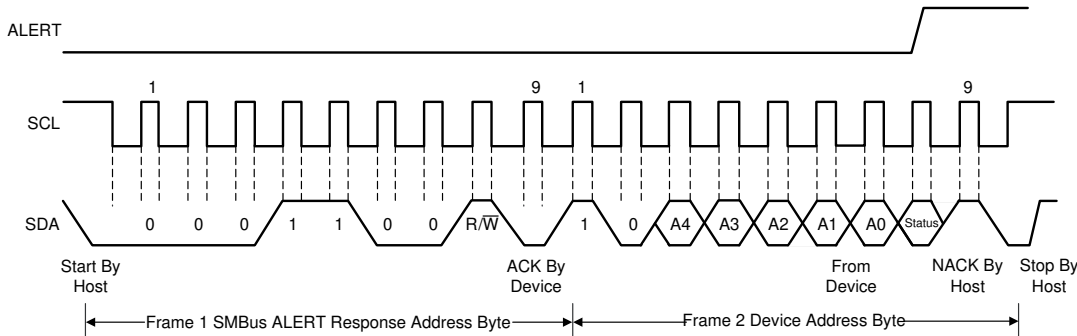 ALERT
1 9 1 9
SCL
SDA
0 0 0 1 1 0 0 R/W̅ 1 0 A4 A3 A2 A1 A0 Status
Start By
Host
ACK By
Device
From
Device
NACK By
Host
Stop By
Host
Frame 1 SMBus ALERT Response Address Byte
Frame 2 Device Address Byte